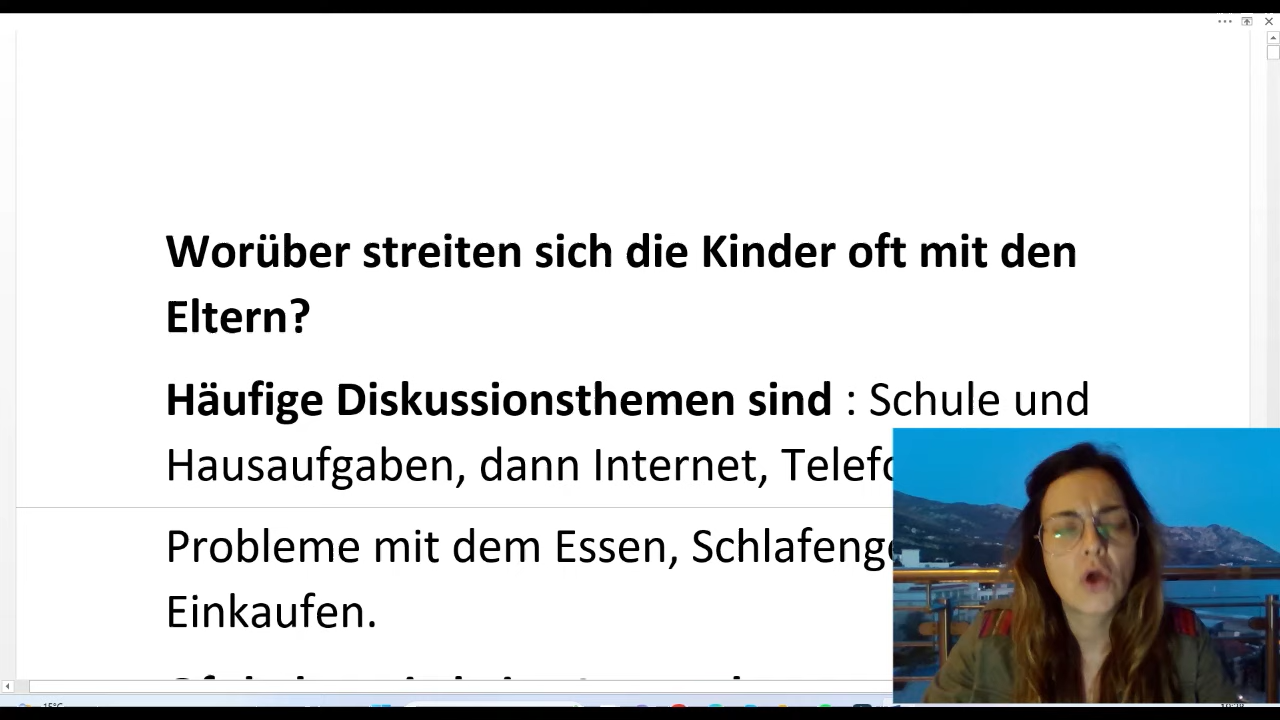 Worüber streiten sich die Kinder oft mit den
Eltern?
Häufige Diskussionsthemen sind : Schule und
Hausaufgaben, dann Internet,
Probleme mit dem Essen,
Einkaufen.
15°C